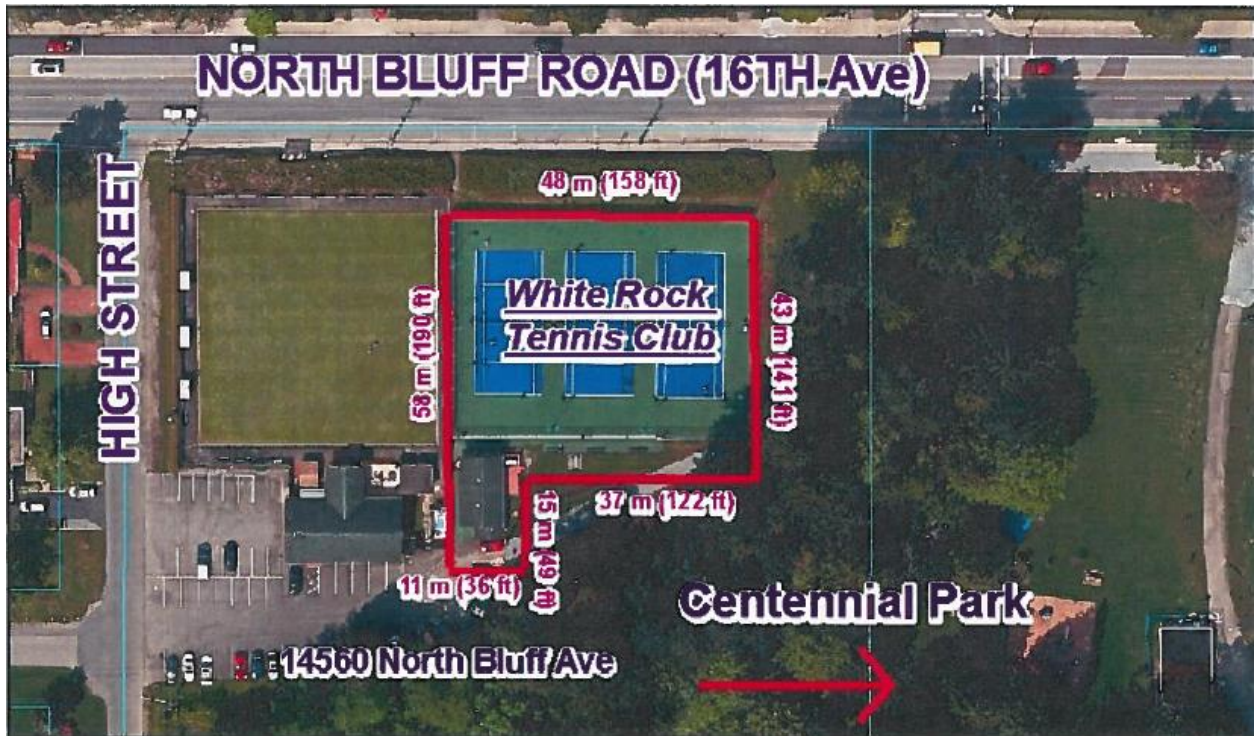 NORTH BLUFF ROAD (16TH Ave)
HIGH STREET
48 m (158 ft)
White Rock
Tennis Club
58 m (190 ft)
43 m (141 ft)
37 m (122 ft)
15 m (49 ft)
11 m (36 ft)
Centennial Park
14560 North Bluff Ave